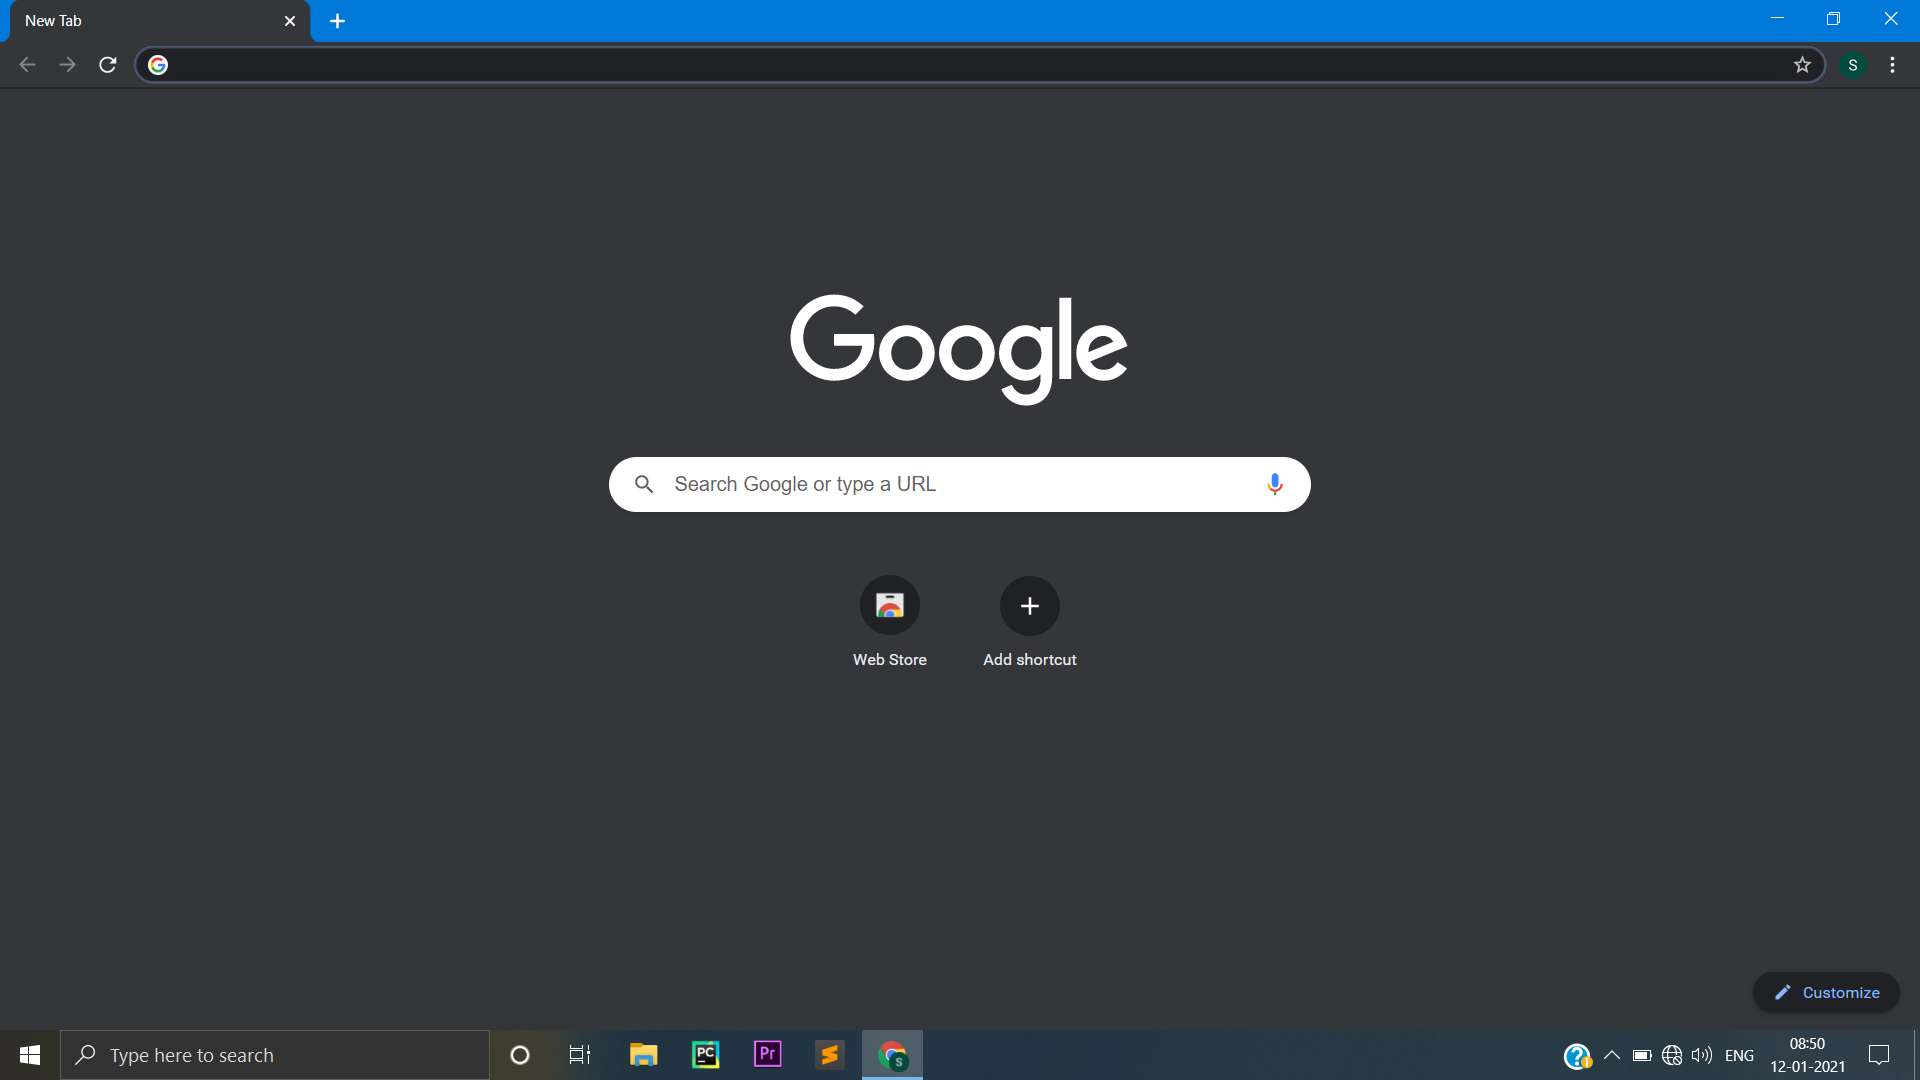 New Tab
S
Google
Search Google or type a URL
Web Store
Add shortcut
Customize
Type here to search
PC
Pr
S
ENG
08:50
12-01-2021